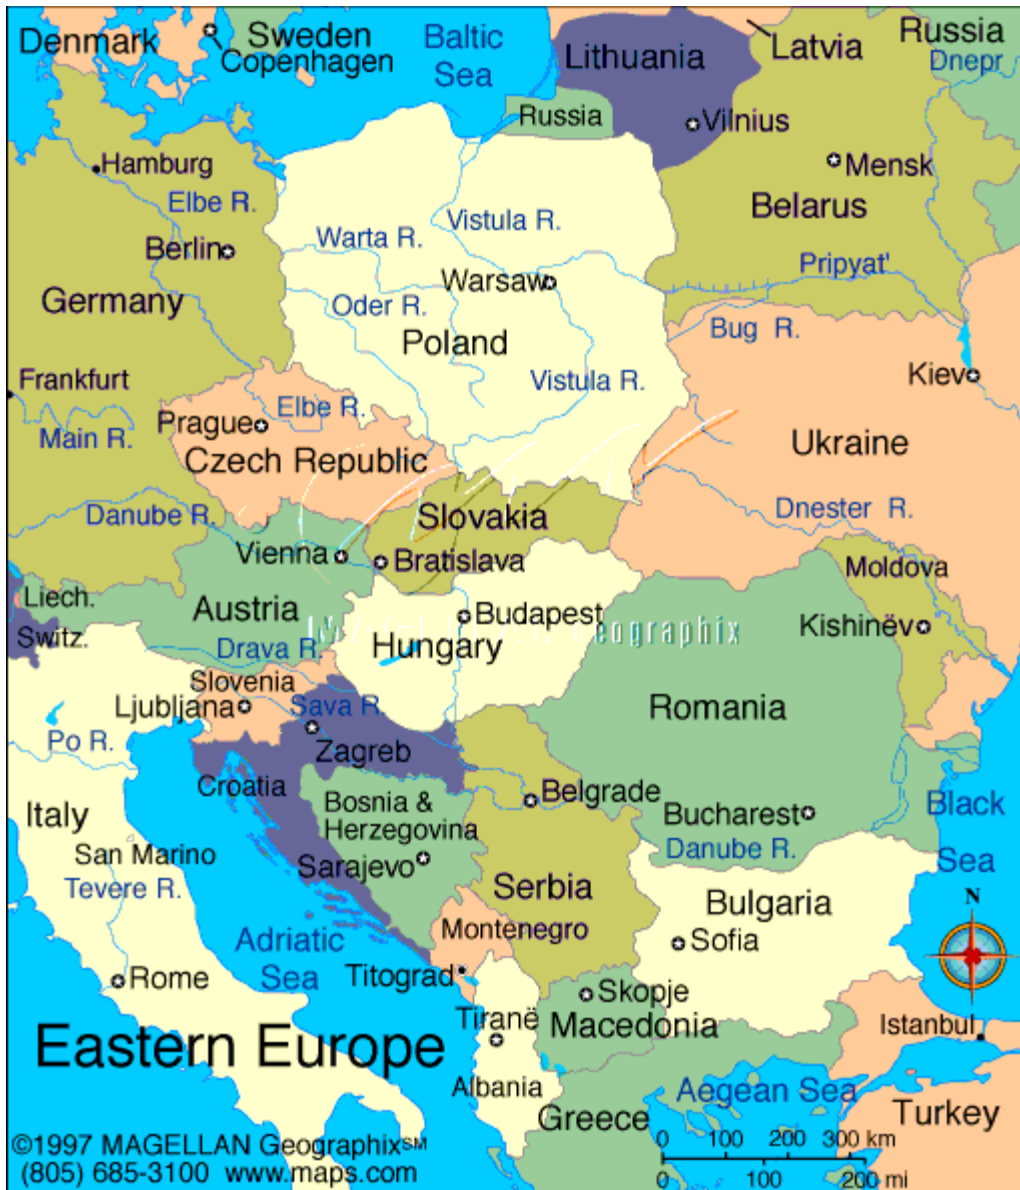 Denmark
Sweden
Copenhagen
Baltic
Sea
Lithuania
Latvia
Russia
Dnepr
Russia
Vilnius
Mensk
Belarus
Hamburg
Elbe R.
Berlin
Germany
Warta R.
Vistula R.
Warsaw
Oder R.
Poland
Vistula R.
Pripyat'
Bug R.
Kiev
Ukraine
Dnester R.
Frankfurt
Main R.
Prague
Elbe R.
Czech Republic
Danube R.
Slovakia
Vienna
Bratislava
Moldova
Kishinëv
Liech.
Switz.
Austria
Drava R.
Budapest
Hungary
Geographix
Slovenia
Ljubljana
Sava R.
Zagreb
Romania
Po R.
Croatia
Italy
Bosnia &
Herzegovina
Sarajevo
Belgrade
Bucharest
Danube R.
Black
Sea
San Marino
Tevere R.
Serbia
Bulgaria
N
Montenegro
Sofia
Adriatic
Sea
Titograd
Rome
Skopje
Macedonia
Tiranë
Istanbul
Eastern Europe
Albania
Aegean Sea
Greece
Turkey
©1997 MAGELLAN Geographix℠
(805) 685-3100 www.maps.com
0 100 200 300 km
0 100 200 mi